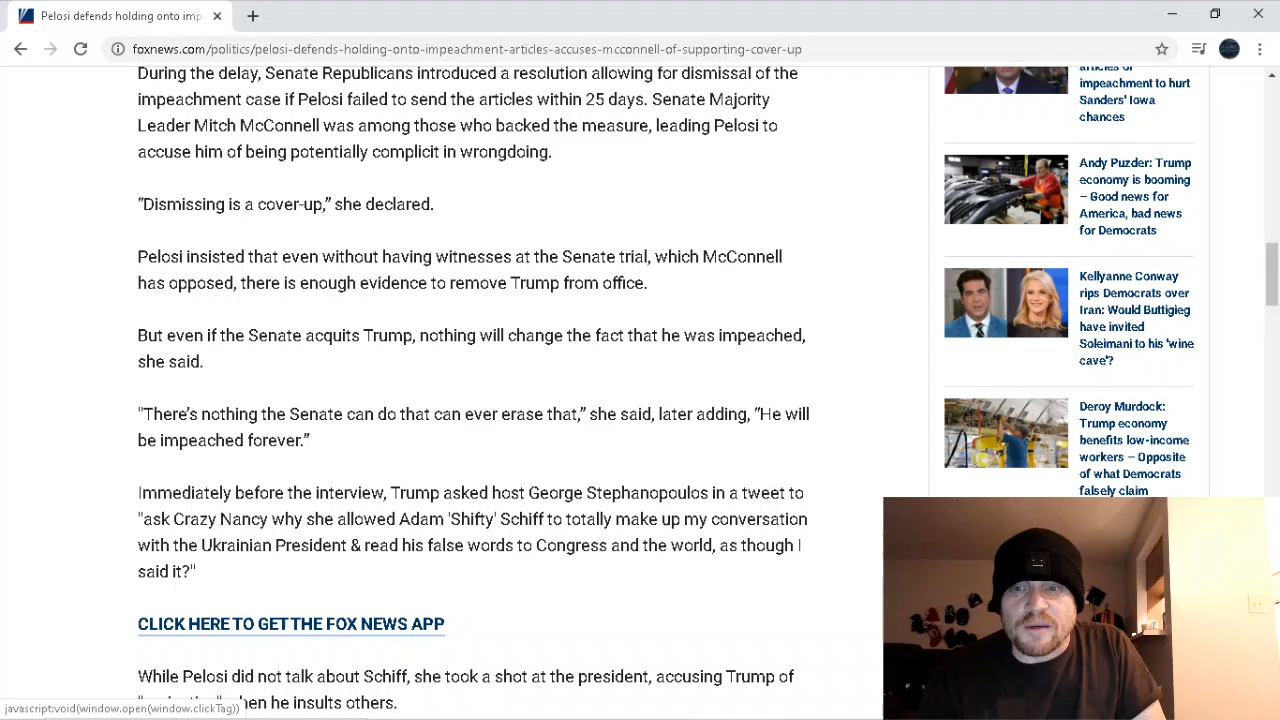 Pelosi defends holding onto imp
foxnews.com/politics/pelosi-defends-holding-onto-impeachment-articles-accuses-mcconnell-of-supporting-cover-up
During the delay, Senate Republicans introduced a resolution allowing for dismissal of the
impeachment case if Pelosi failed to send the articles within 25 days. Senate Majority
Leader Mitch McConnell was among those who backed the measure, leading Pelosi to
accuse him of being potentially complicit in wrongdoing.
“Dismissing is a cover-up,” she declared.
Pelosi insisted that even without having witnesses at the Senate trial, which McConnell
has opposed, there is enough evidence to remove Trump from office.
But even if the Senate acquits Trump, nothing will change the fact that he was impeached,
she said.
"There’s nothing the Senate can do that can ever erase that,” she said, later adding, “He will
be impeached forever.”
Immediately before the interview, Trump asked host George Stephanopoulos in a tweet to
"ask Crazy Nancy why she allowed Adam 'Shifty' Schiff to totally make up my conversation
with the Ukrainian President & read his false words to Congress and the world, as though I
said it?"
CLICK HERE TO GET THE FOX NEWS APP
While Pelosi did not talk about Schiff, she took a shot at the president, accusing Trump of
hen he insults others.
javascript:void(window.open(window.clickTag))
articles of
impeachment to hurt
Sanders' Iowa
chances
Andy Puzder: Trump
economy is booming
– Good news for
America, bad news
for Democrats
Kellyanne Conway
rips Democrats over
Iran: Would Buttigieg
have invited
Soleimani to his 'wine
cave'?
Deroy Murdock:
Trump economy
benefits low-income
workers – Opposite
of what Democrats
falsely claim